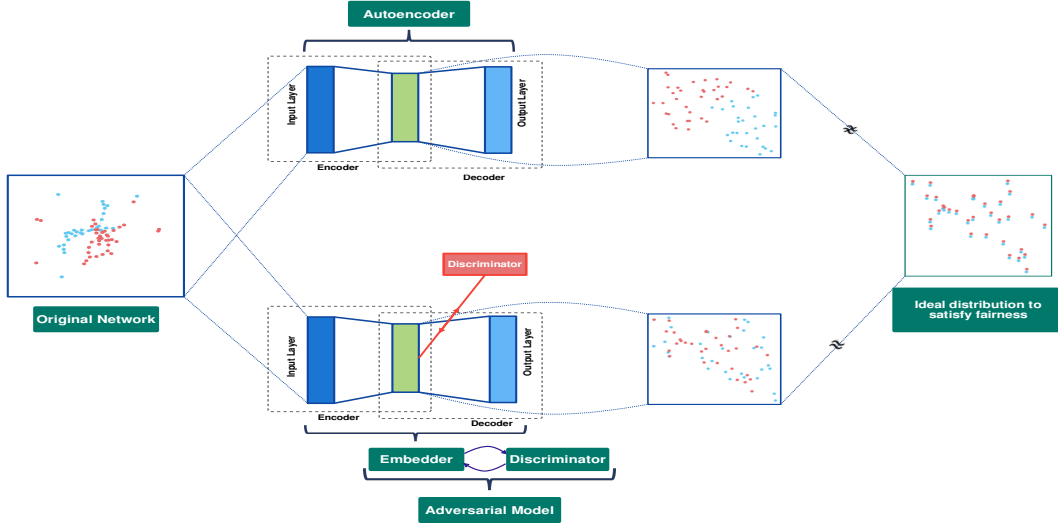 Autoencoder
Input Layer
Output Layer
Encoder
Decoder
Original Network
Discriminator
Ideal distribution to
satisfy fairness
Input Layer
Output Layer
Encoder
Decoder
Embedder
Discriminator
Adversarial Model